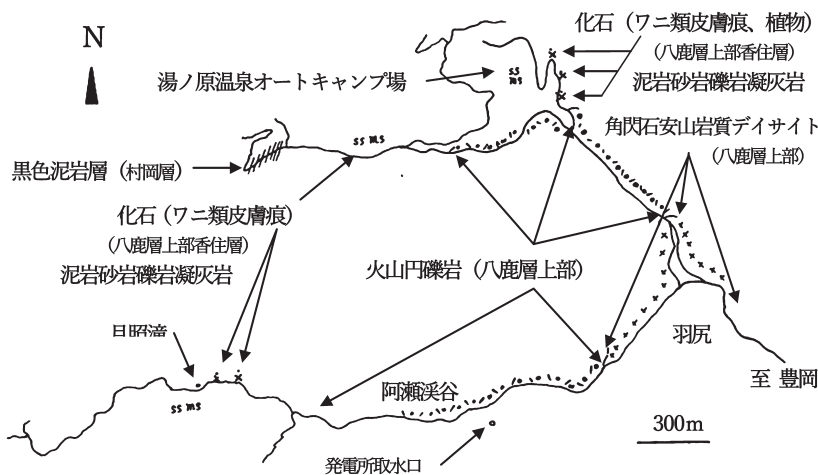 N
化石（ワニ類皮膚痕、植物）
（八鹿層上部香住層）
泥岩砂岩礫岩凝灰岩
湯ノ原温泉オートキャンプ場
ss
ms
角閃石安山岩質デイサイト
（八鹿層上部）
ss ms
黒色泥岩層（村岡層）
化石（ワニ類皮膚痕）
（八鹿層上部香住層）
泥岩砂岩礫岩凝灰岩
火山円礫岩（八鹿層上部）
羽尻
阿瀬渓谷
ss ms
至 豊岡
300m
発電所取水口